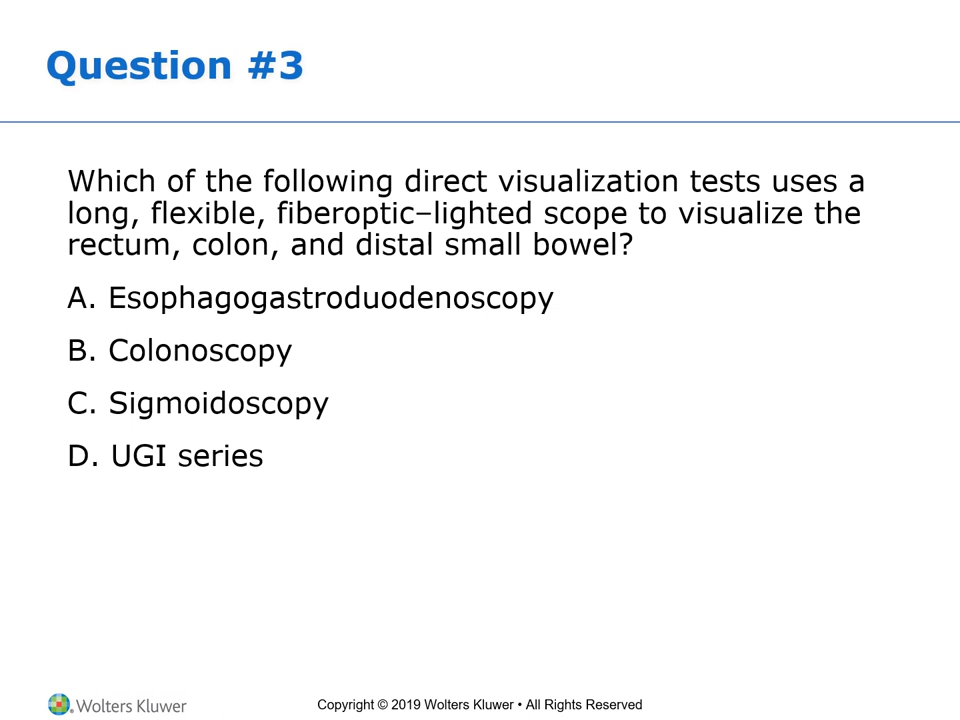 Question #3
Which of the following direct visualization tests uses a
long, flexible, fiberoptic–lighted scope to visualize the
rectum, colon, and distal small bowel?
A. Esophagogastroduodenoscopy
B. Colonoscopy
C. Sigmoidoscopy
D. UGI series
Wolters Kluwer
Copyright © 2019 Wolters Kluwer • All Rights Reserved